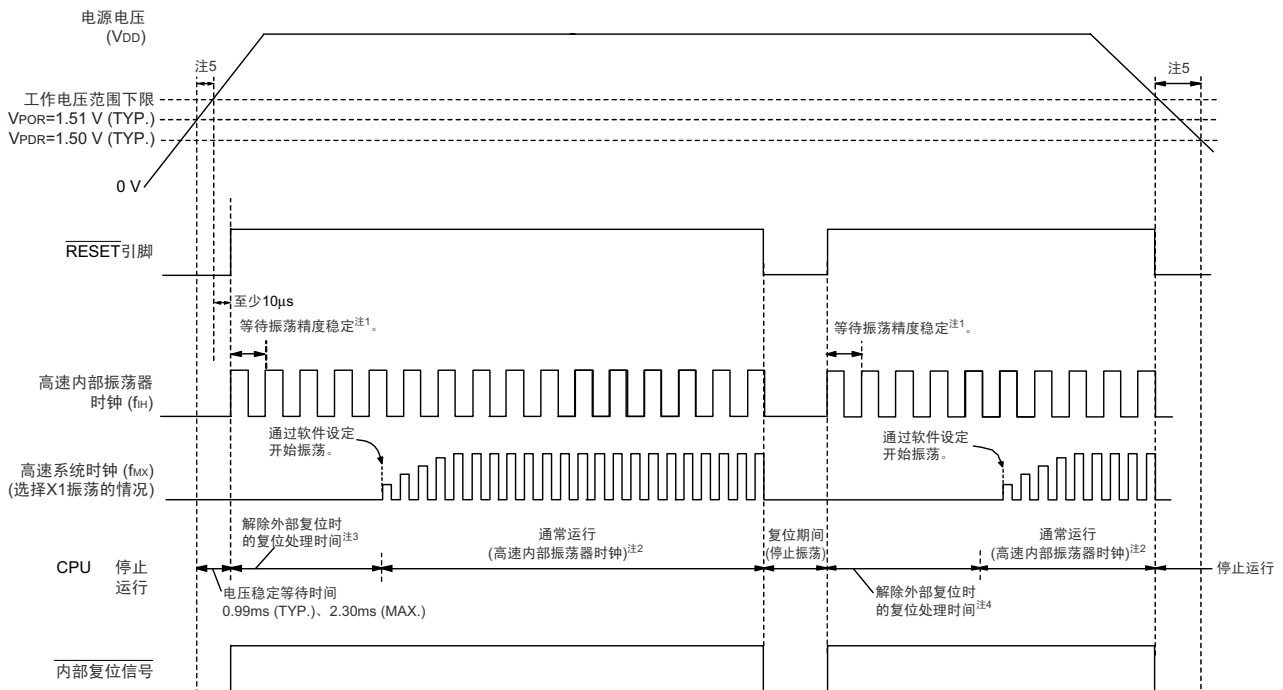 电源电压
(VDD)
注5
注5
工作电压范围下限
VPOR=1.51 V (TYP.)
VPDR=1.50 V (TYP.)
0 V
RESET引脚
至少10μs
等待振荡精度稳定注1。
等待振荡精度稳定注1。
高速内部振荡器
时钟 (fIH)
通过软件设定
开始振荡。
通过软件设定
开始振荡。
高速系统时钟 (fMX)
(选择X1振荡的情况)
解除外部复位时
的复位处理时间注3
通常运行
(高速内部振荡器时钟)注2
复位期间
(停止振荡)
通常运行
(高速内部振荡器时钟)注2
CPU 停止
运行
停止运行
电压稳定等待时间
0.99ms (TYP.)、2.30ms (MAX.)
解除外部复位时
的复位处理时间注4
内部复位信号